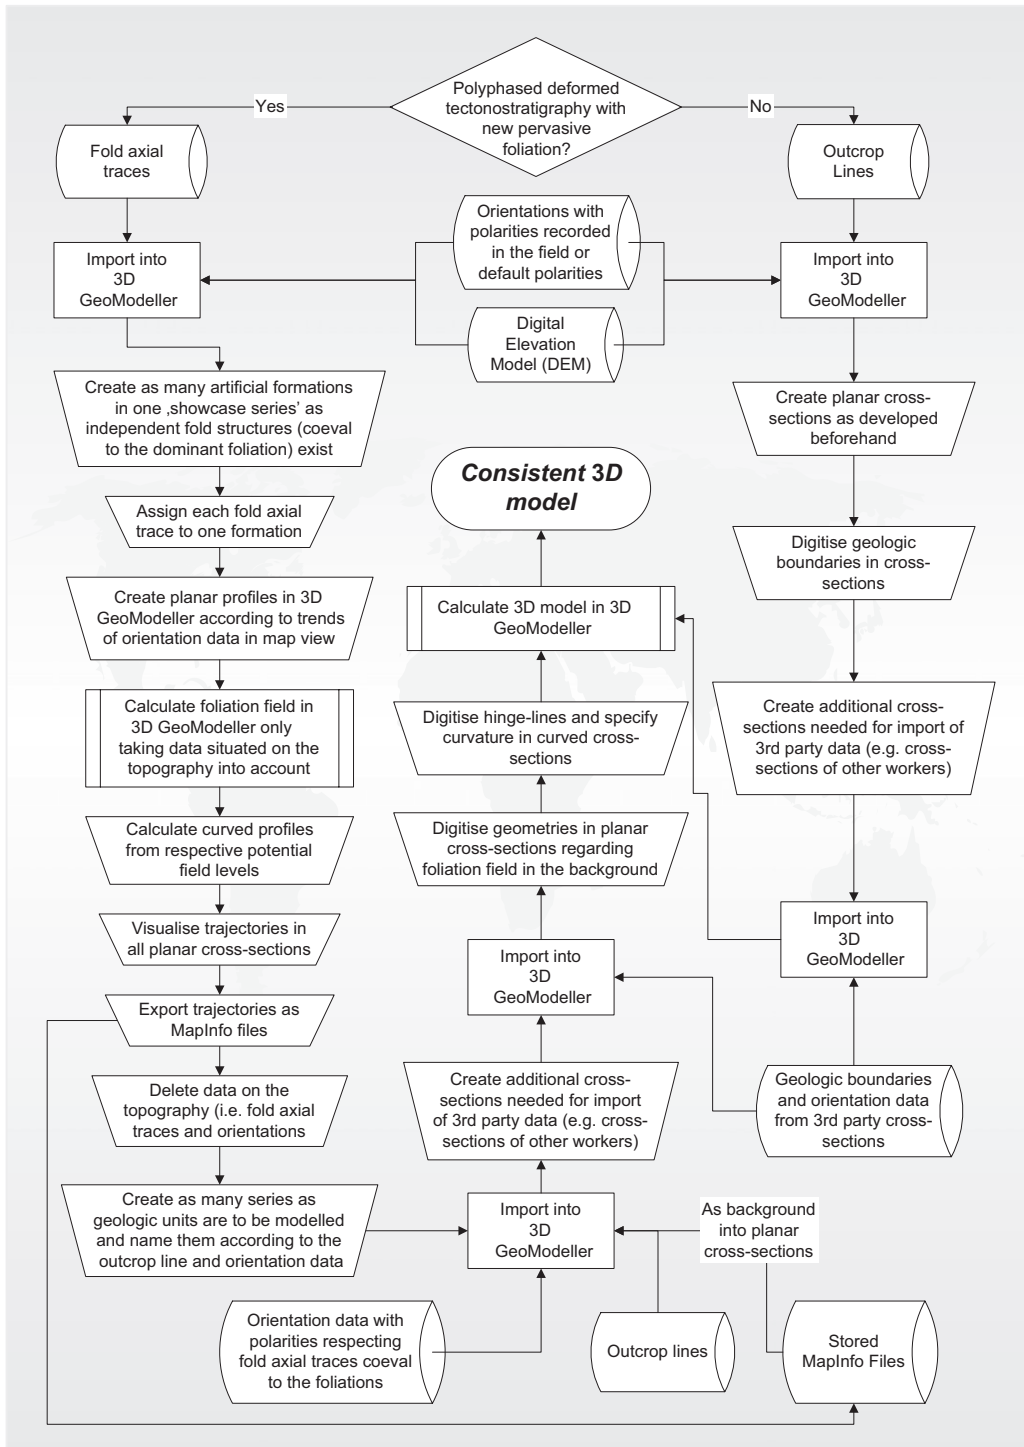 Polyphased deformed
tectonostratigraphy with
new pervasive
foliation?
Yes
No
Fold axial
traces
Outcrop
Lines
Orientations with
polarities recorded
in the field or
default polarities
Import into
3D
GeoModeller
Import into
3D
GeoModeller
Digital
Elevation
Model (DEM)
Create as many artificial formations
in one ‚showcase series’ as
independent fold structures (coeval
to the dominant foliation) exist
Create planar cross-
sections as developed
beforehand
Consistent 3D
model
Assign each fold axial
trace to one formation
Digitise geologic
boundaries in cross-
sections
Create planar profiles in 3D
GeoModeller according to trends
of orientation data in map view
Calculate 3D model in 3D
GeoModeller
Calculate foliation field in
3D GeoModeller only
taking data situated on the
topography into account
Digitise hinge-lines and specify
curvature in curved cross-
sections
Create additional cross-
sections needed for import of
3rd party data (e.g. cross-
sections of other workers)
Calculate curved profiles
from respective potential
field levels
Digitise geometries in planar
cross-sections regarding
foliation field in the background
Visualise trajectories in
all planar cross-sections
Import into
3D
GeoModeller
Import into
3D
GeoModeller
Export trajectories as
MapInfo files
Delete data on the
topography (i.e. fold axial
traces and orientations
Create additional cross-
sections needed for import
of 3rd party data (e.g. cross-
sections of other workers)
Geologic boundaries
and orientation data
from 3rd party cross-
sections
Create as many series as
geologic units are to be modelled
and name them according to the
outcrop line and orientation data
Import into
3D
GeoModeller
As background
into planar
cross-sections
Orientation data with
polarities respecting
fold axial traces coeval
to the foliations
Outcrop lines
Stored
MapInfo Files